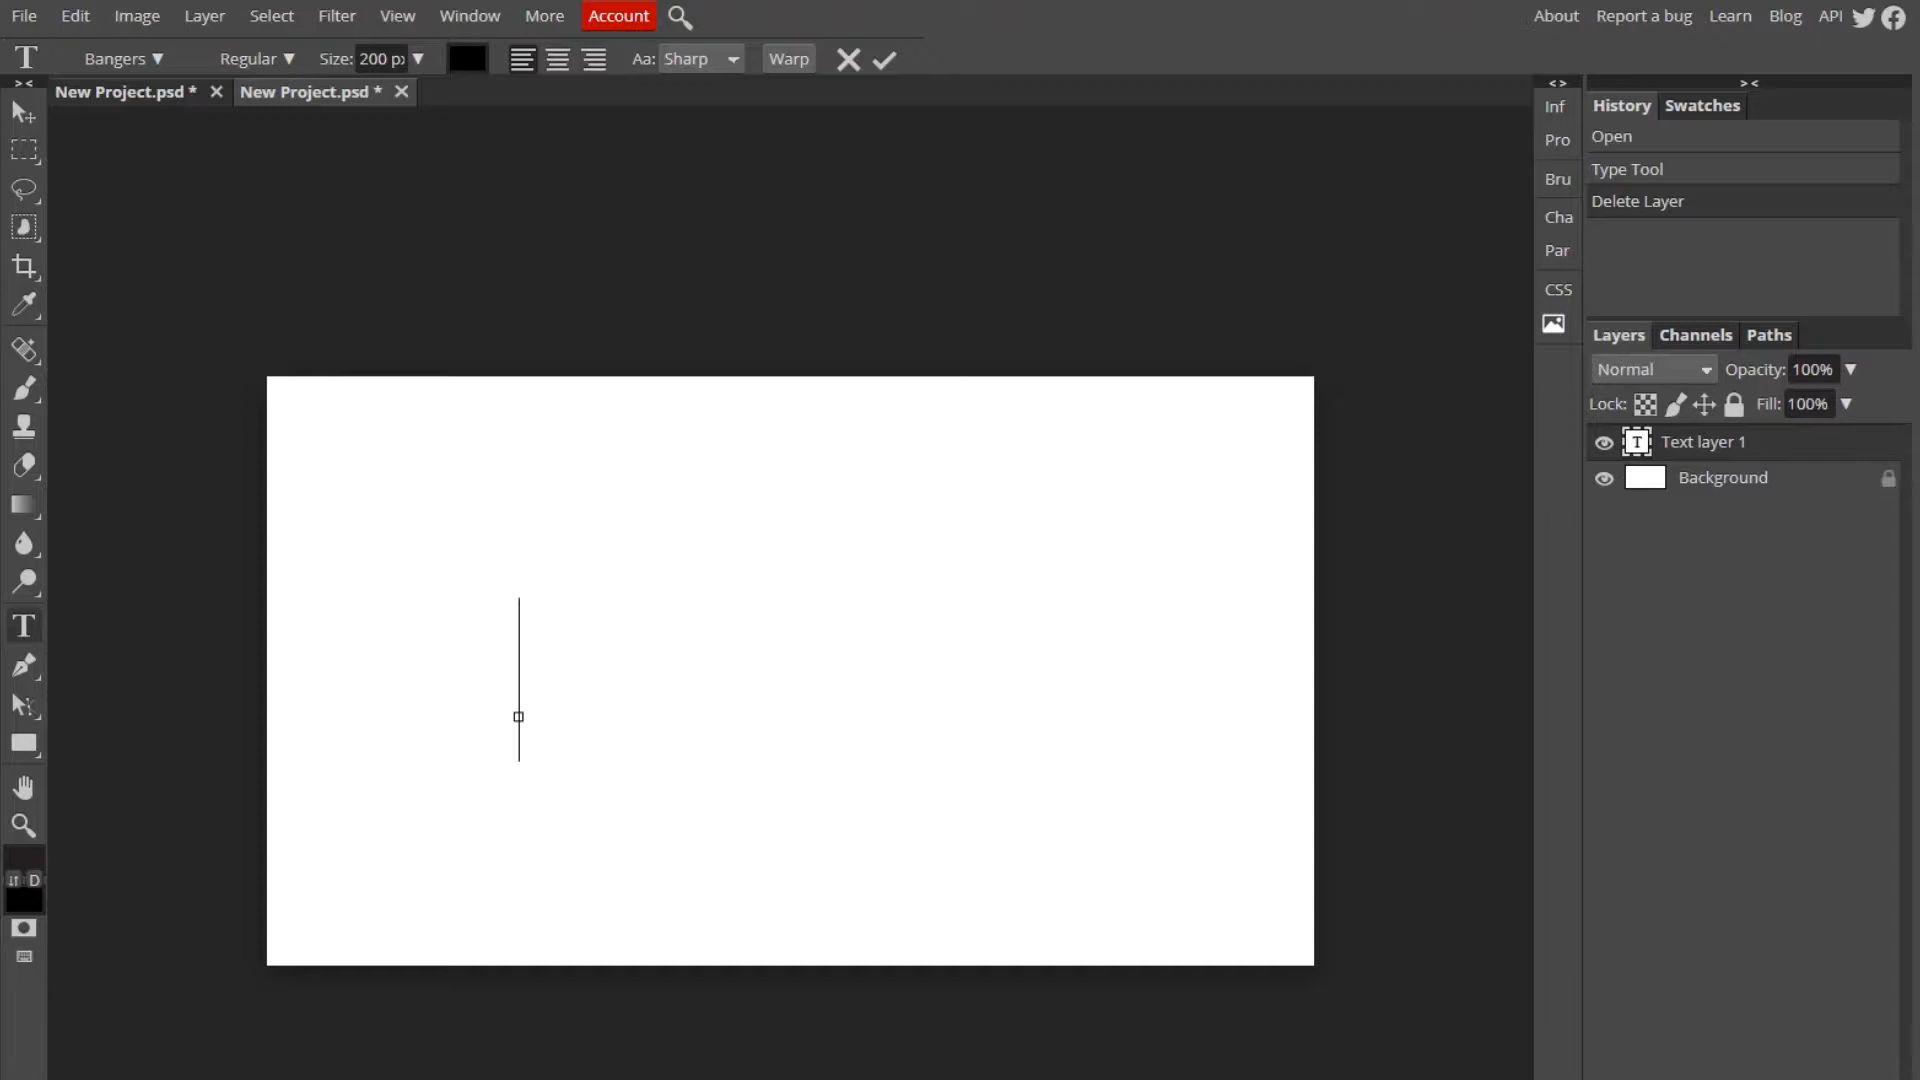 File Edit Image Layer Select Filter View Window More Account About Report a bug Learn Blog API
T Bangers ▼ Regular ▼ Size: 200 px ▼ Aa: Sharp Warp
New Project.psd * New Project.psd *
Inf
Pro
Bru
Cha
Par
CSS
History Swatches
Open
Type Tool
Delete Layer
Layers Channels Paths
Normal Opacity: 100% ▼
Lock: Fill: 100% ▼
T Text layer 1
Background
T
D